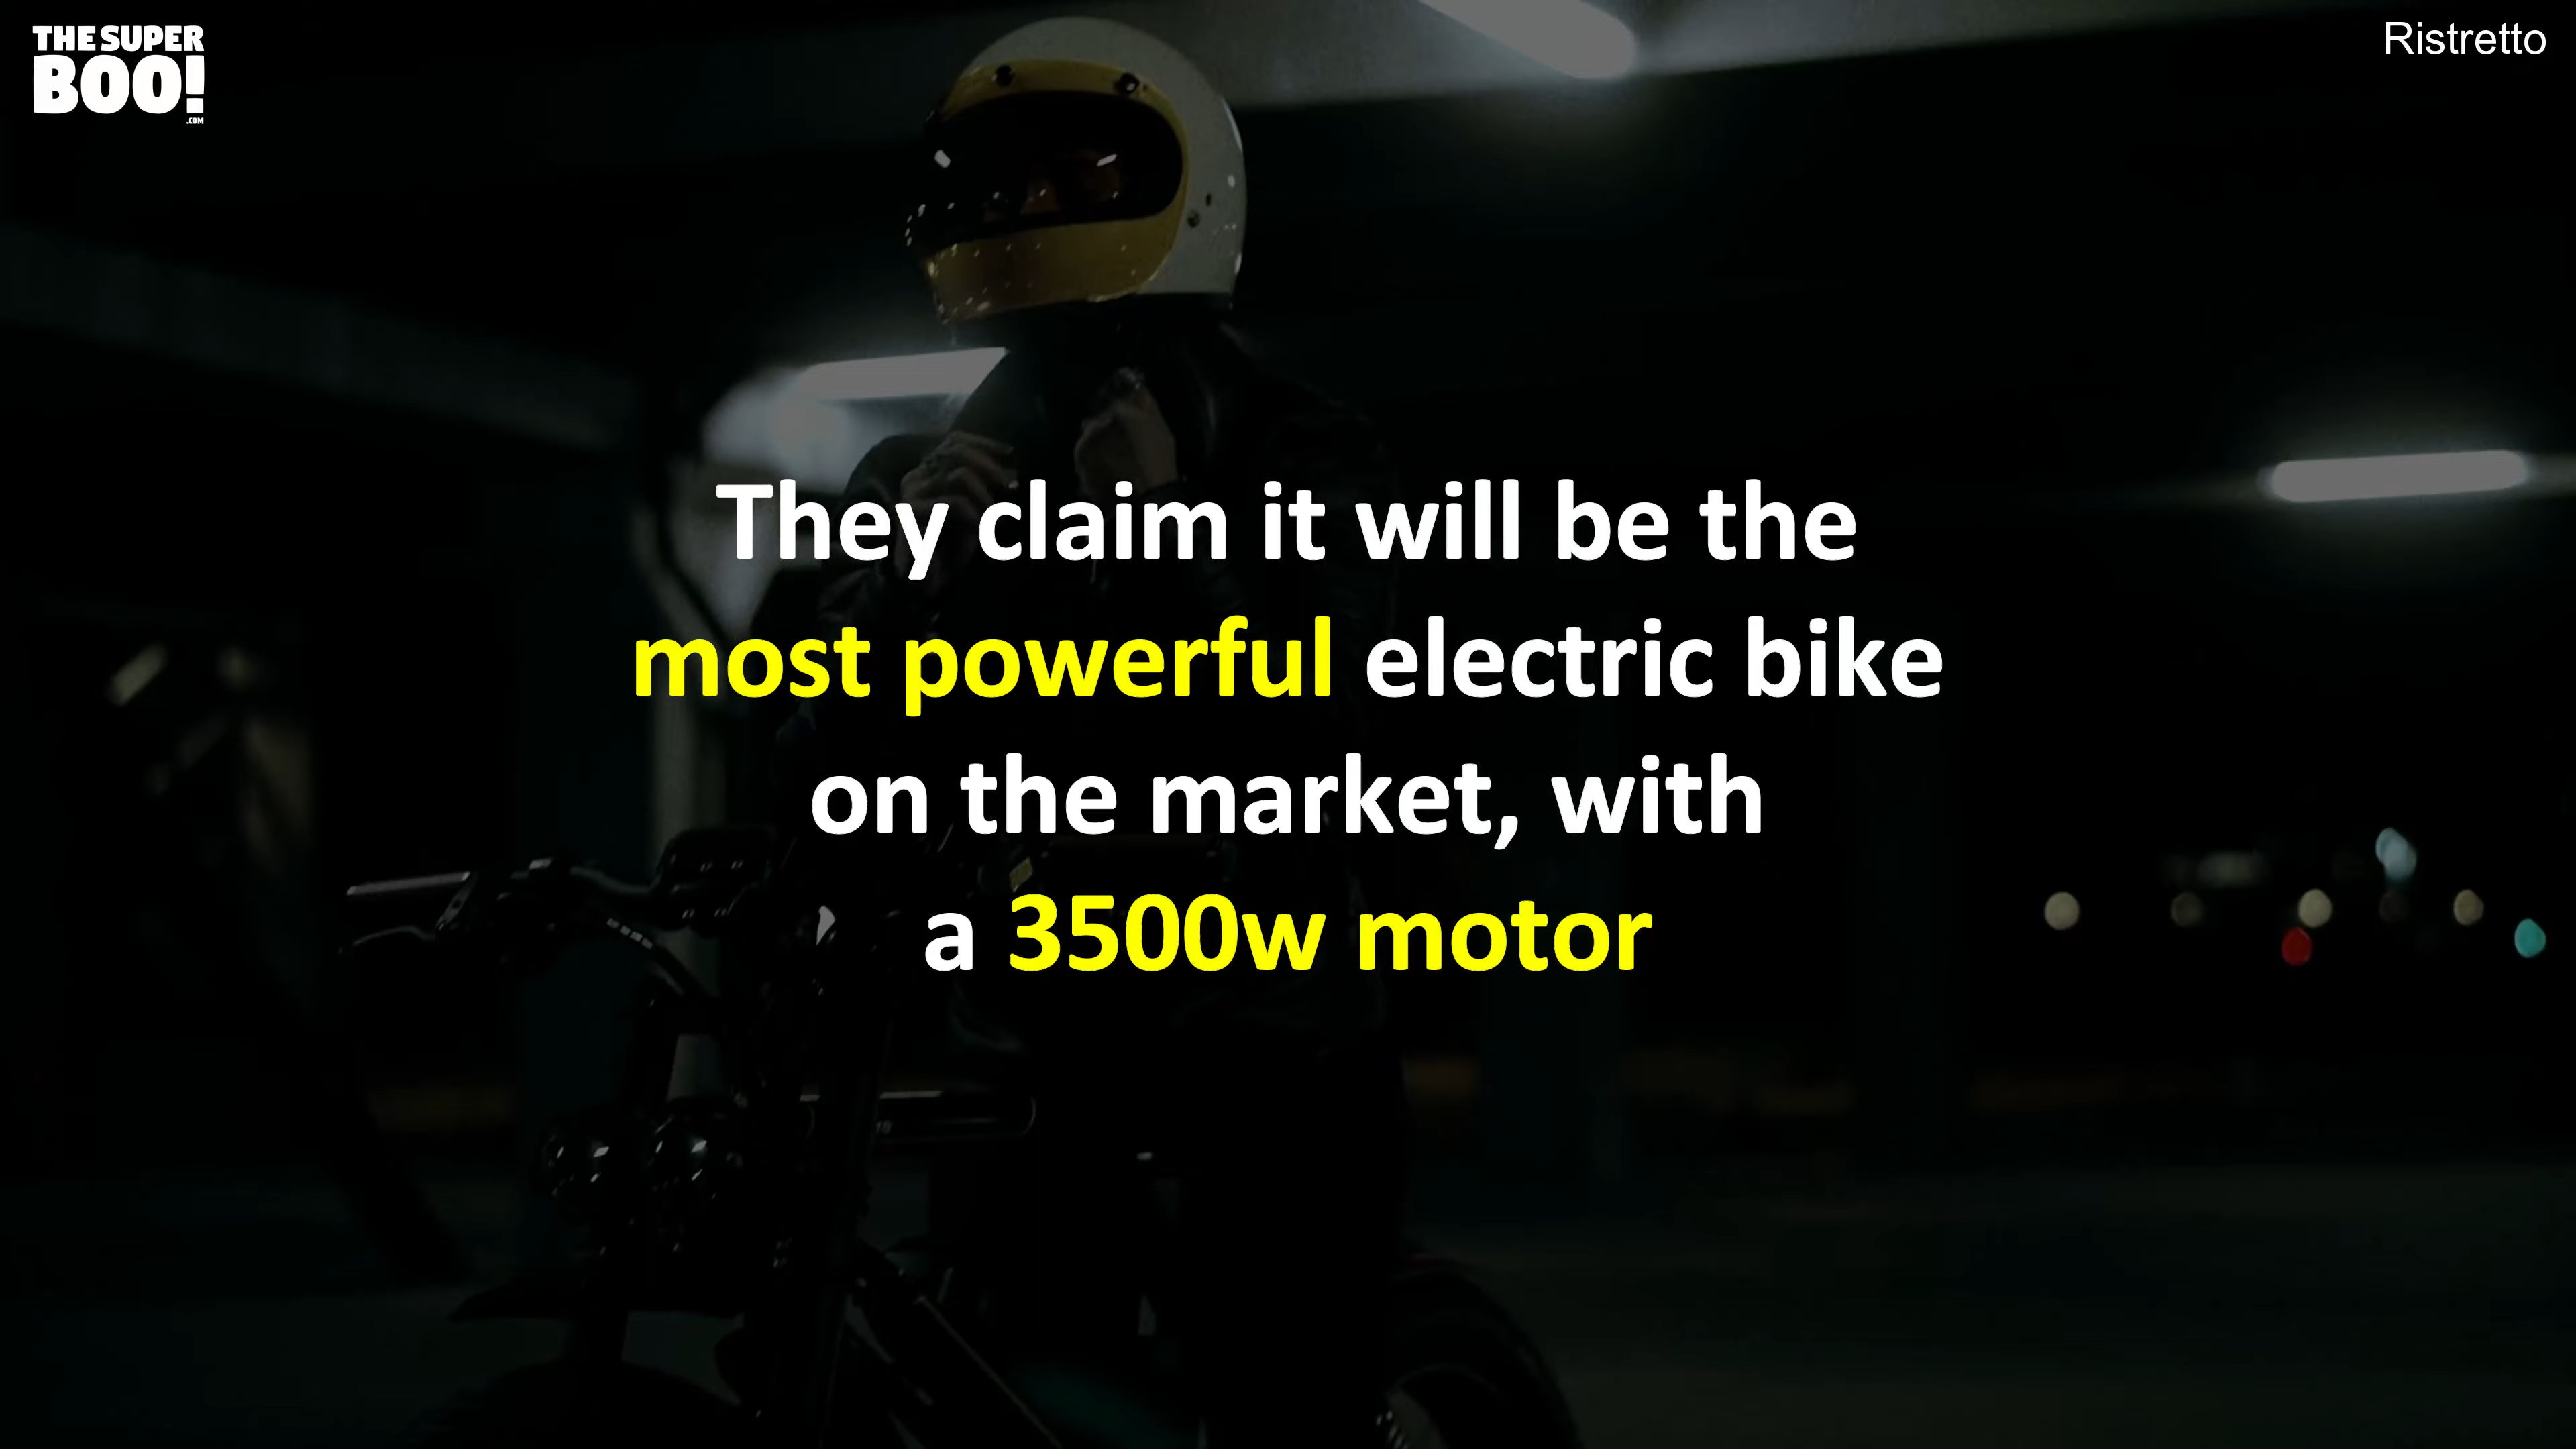 THE SUPER
BOO!
.COM
Ristretto
They claim it will be the
most powerful electric bike
on the market, with
a 3500w motor